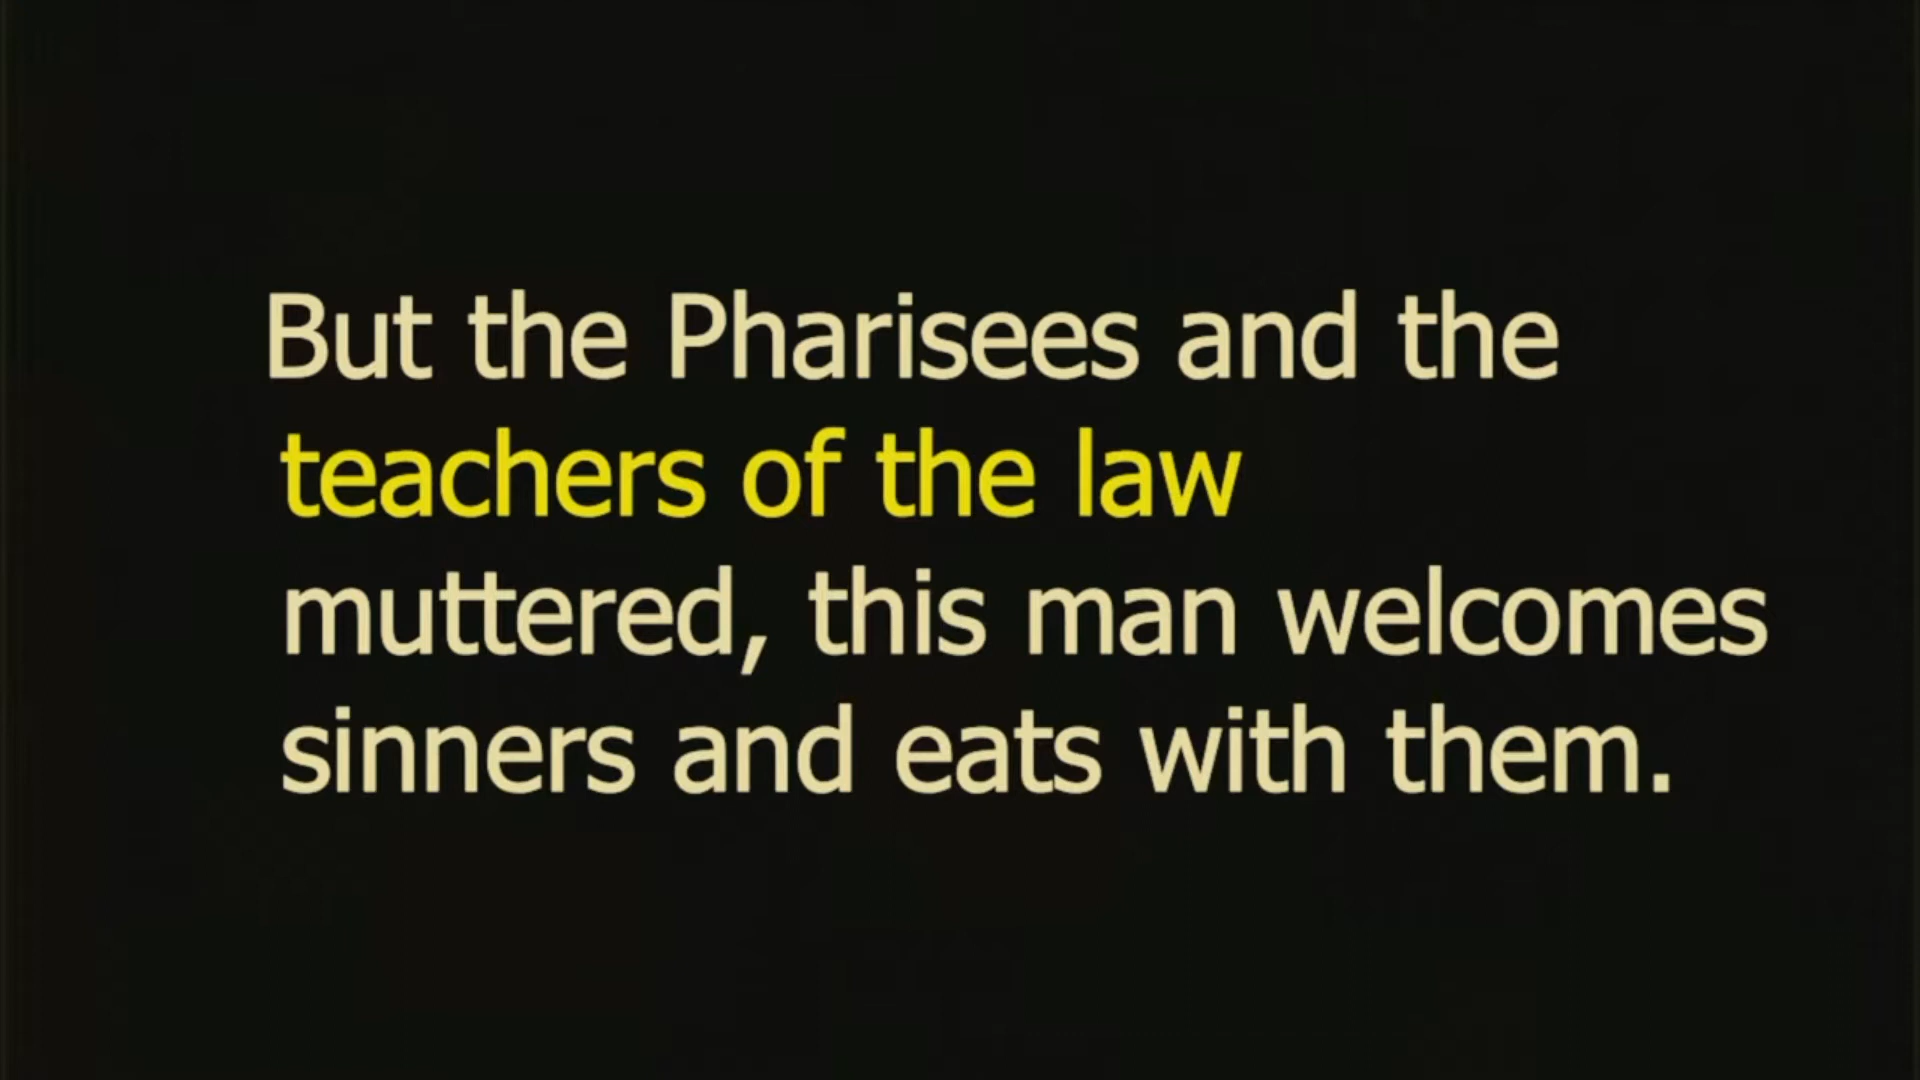 But the Pharisees and the
teachers of the law
muttered, this man welcomes
sinners and eats with them.